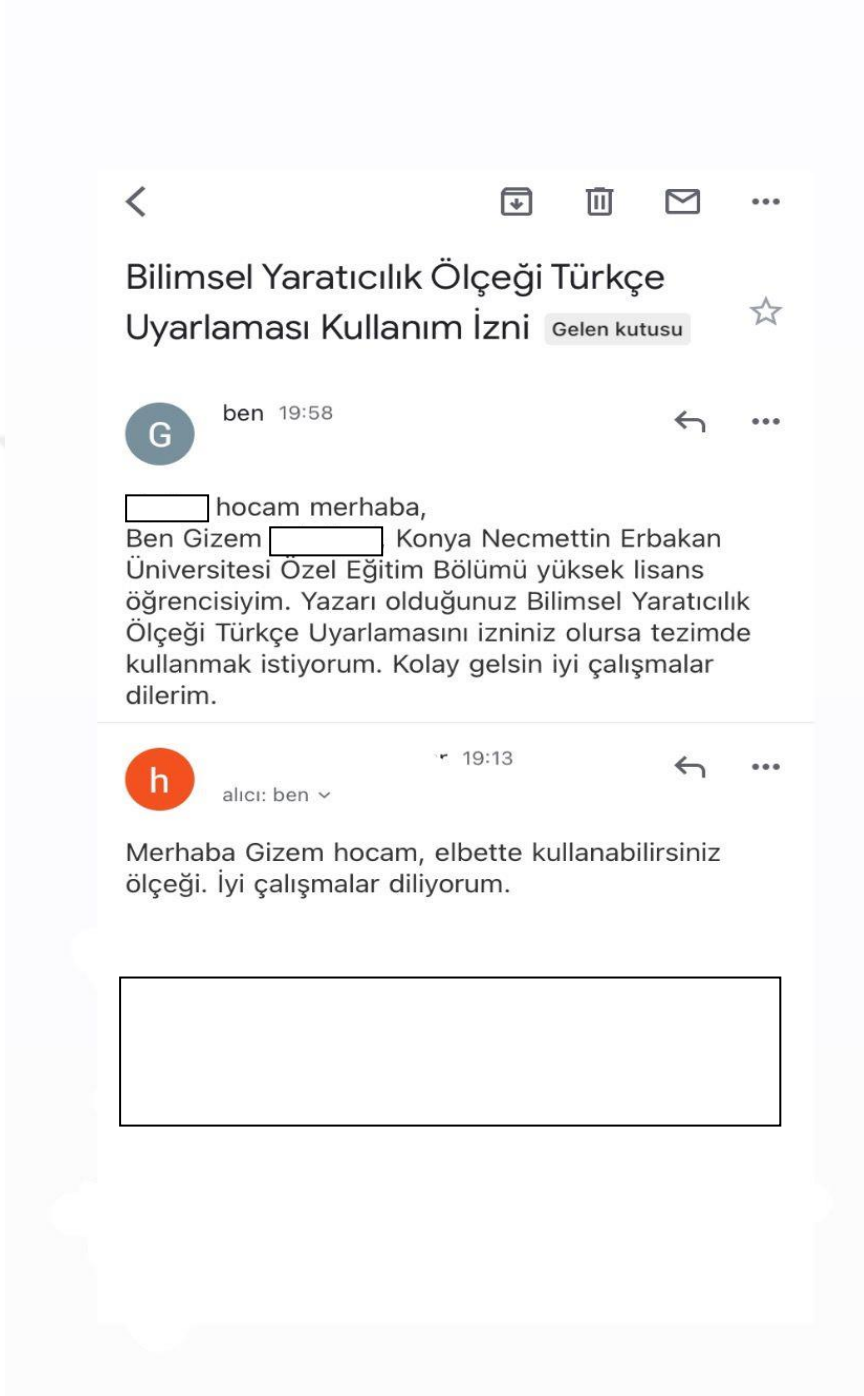 Bilimsel Yaratıcılık Ölçeği Türkçe
Uyarlaması Kullanım İzni Gelen kutusu
G
ben 19:58
hocam merhaba,
Ben Gizem Konya Necmettin Erbakan
Üniversitesi Özel Eğitim Bölümü yüksek lisans
öğrencisiyim. Yazarı olduğunuz Bilimsel Yaratıcılık
Ölçeği Türkçe Uyarlamasını izniniz olursa tezimde
kullanmak istiyorum. Kolay gelsin iyi çalışmalar
dilerim.
h
19:13
alıcı: ben
Merhaba Gizem hocam, elbette kullanabilirsiniz
ölçeği. İyi çalışmalar diliyorum.